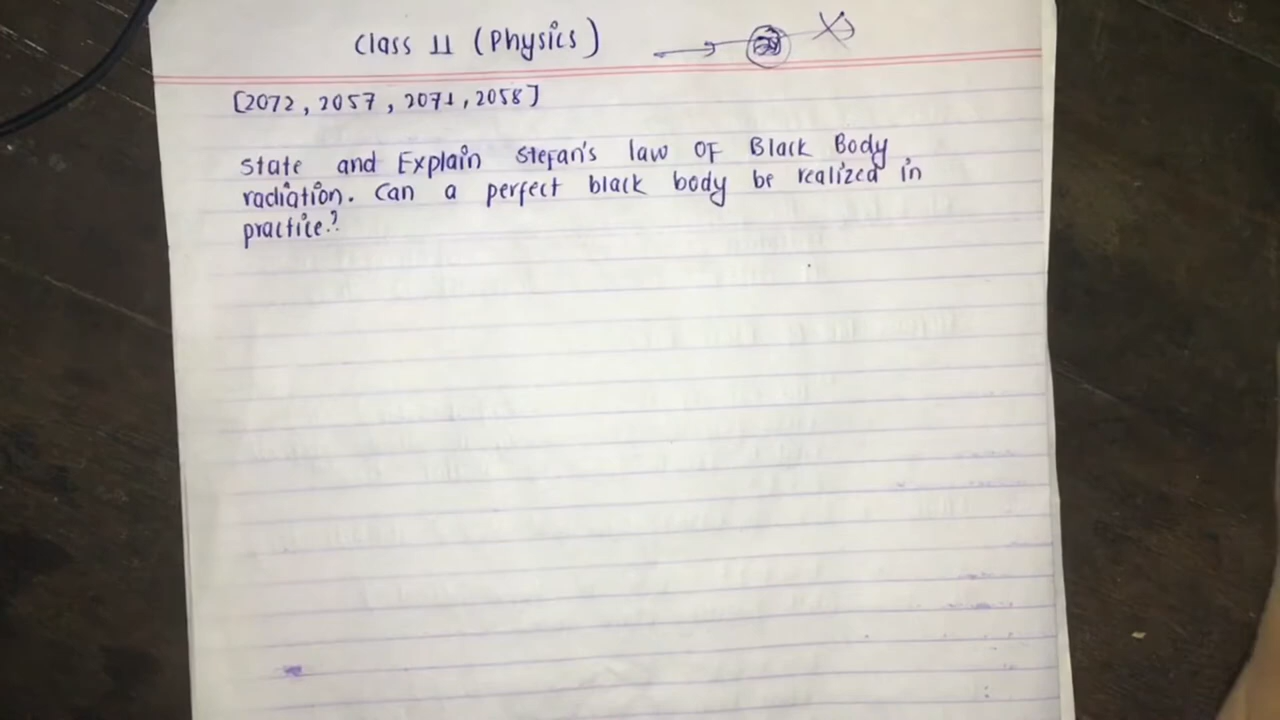 Class 11 (Physics)
[2072, 2057, 2071, 2058]
State and Explain Stefan's law OF Black Body
radiation. Can a perfect black body be realized in
practice?